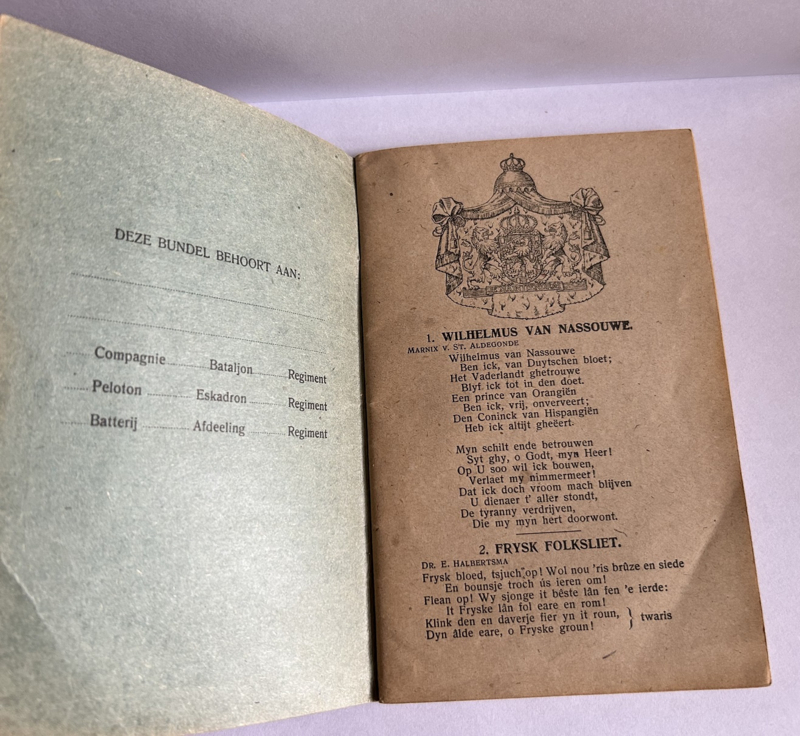 DEZE BUNDEL BEHOORT AAN:
Compagnie Bataljon Regiment
Peloton Eskadron Regiment
Batterij Afdeeling Regiment
1. WILHELMUS VAN NASSOUWE.
MARNIX V. ST. ALDEGONDE
Wilhelmus van Nassouwe
Ben ick, van Duytschen bloet;
Het Vaderlandt ghetrouwe
Blyf ick tot in den doet.
Een prince van Orangiën
Ben ick, vrij, onverveert;
Den Coninck van Hispangiën
Heb ick altijt gheëert.
Myn schilt ende betrouwen
Syt ghy, o Godt, myn Heer!
Op U soo wil ick bouwen,
Verlaet my nimmermeer!
Dat ick doch vroom mach blijven
U dienaer t' aller stondt,
De tyranny verdrijven,
Die my myn hert doorwont.
2. FRYSK FOLKSLIET.
DR. E. HALBERTSMA
Frysk bloed, tsjuch op! Wol nou 'ris brûze en siede
En bounsje troch ús ieren om!
Flean op! Wy sjonge it bêste lân fen 'e ierde:
It Fryske lân fol eare en rom!
Klink den en daverje fier yn it roun, } twaris
Dyn âlde eare, o Fryske groun!